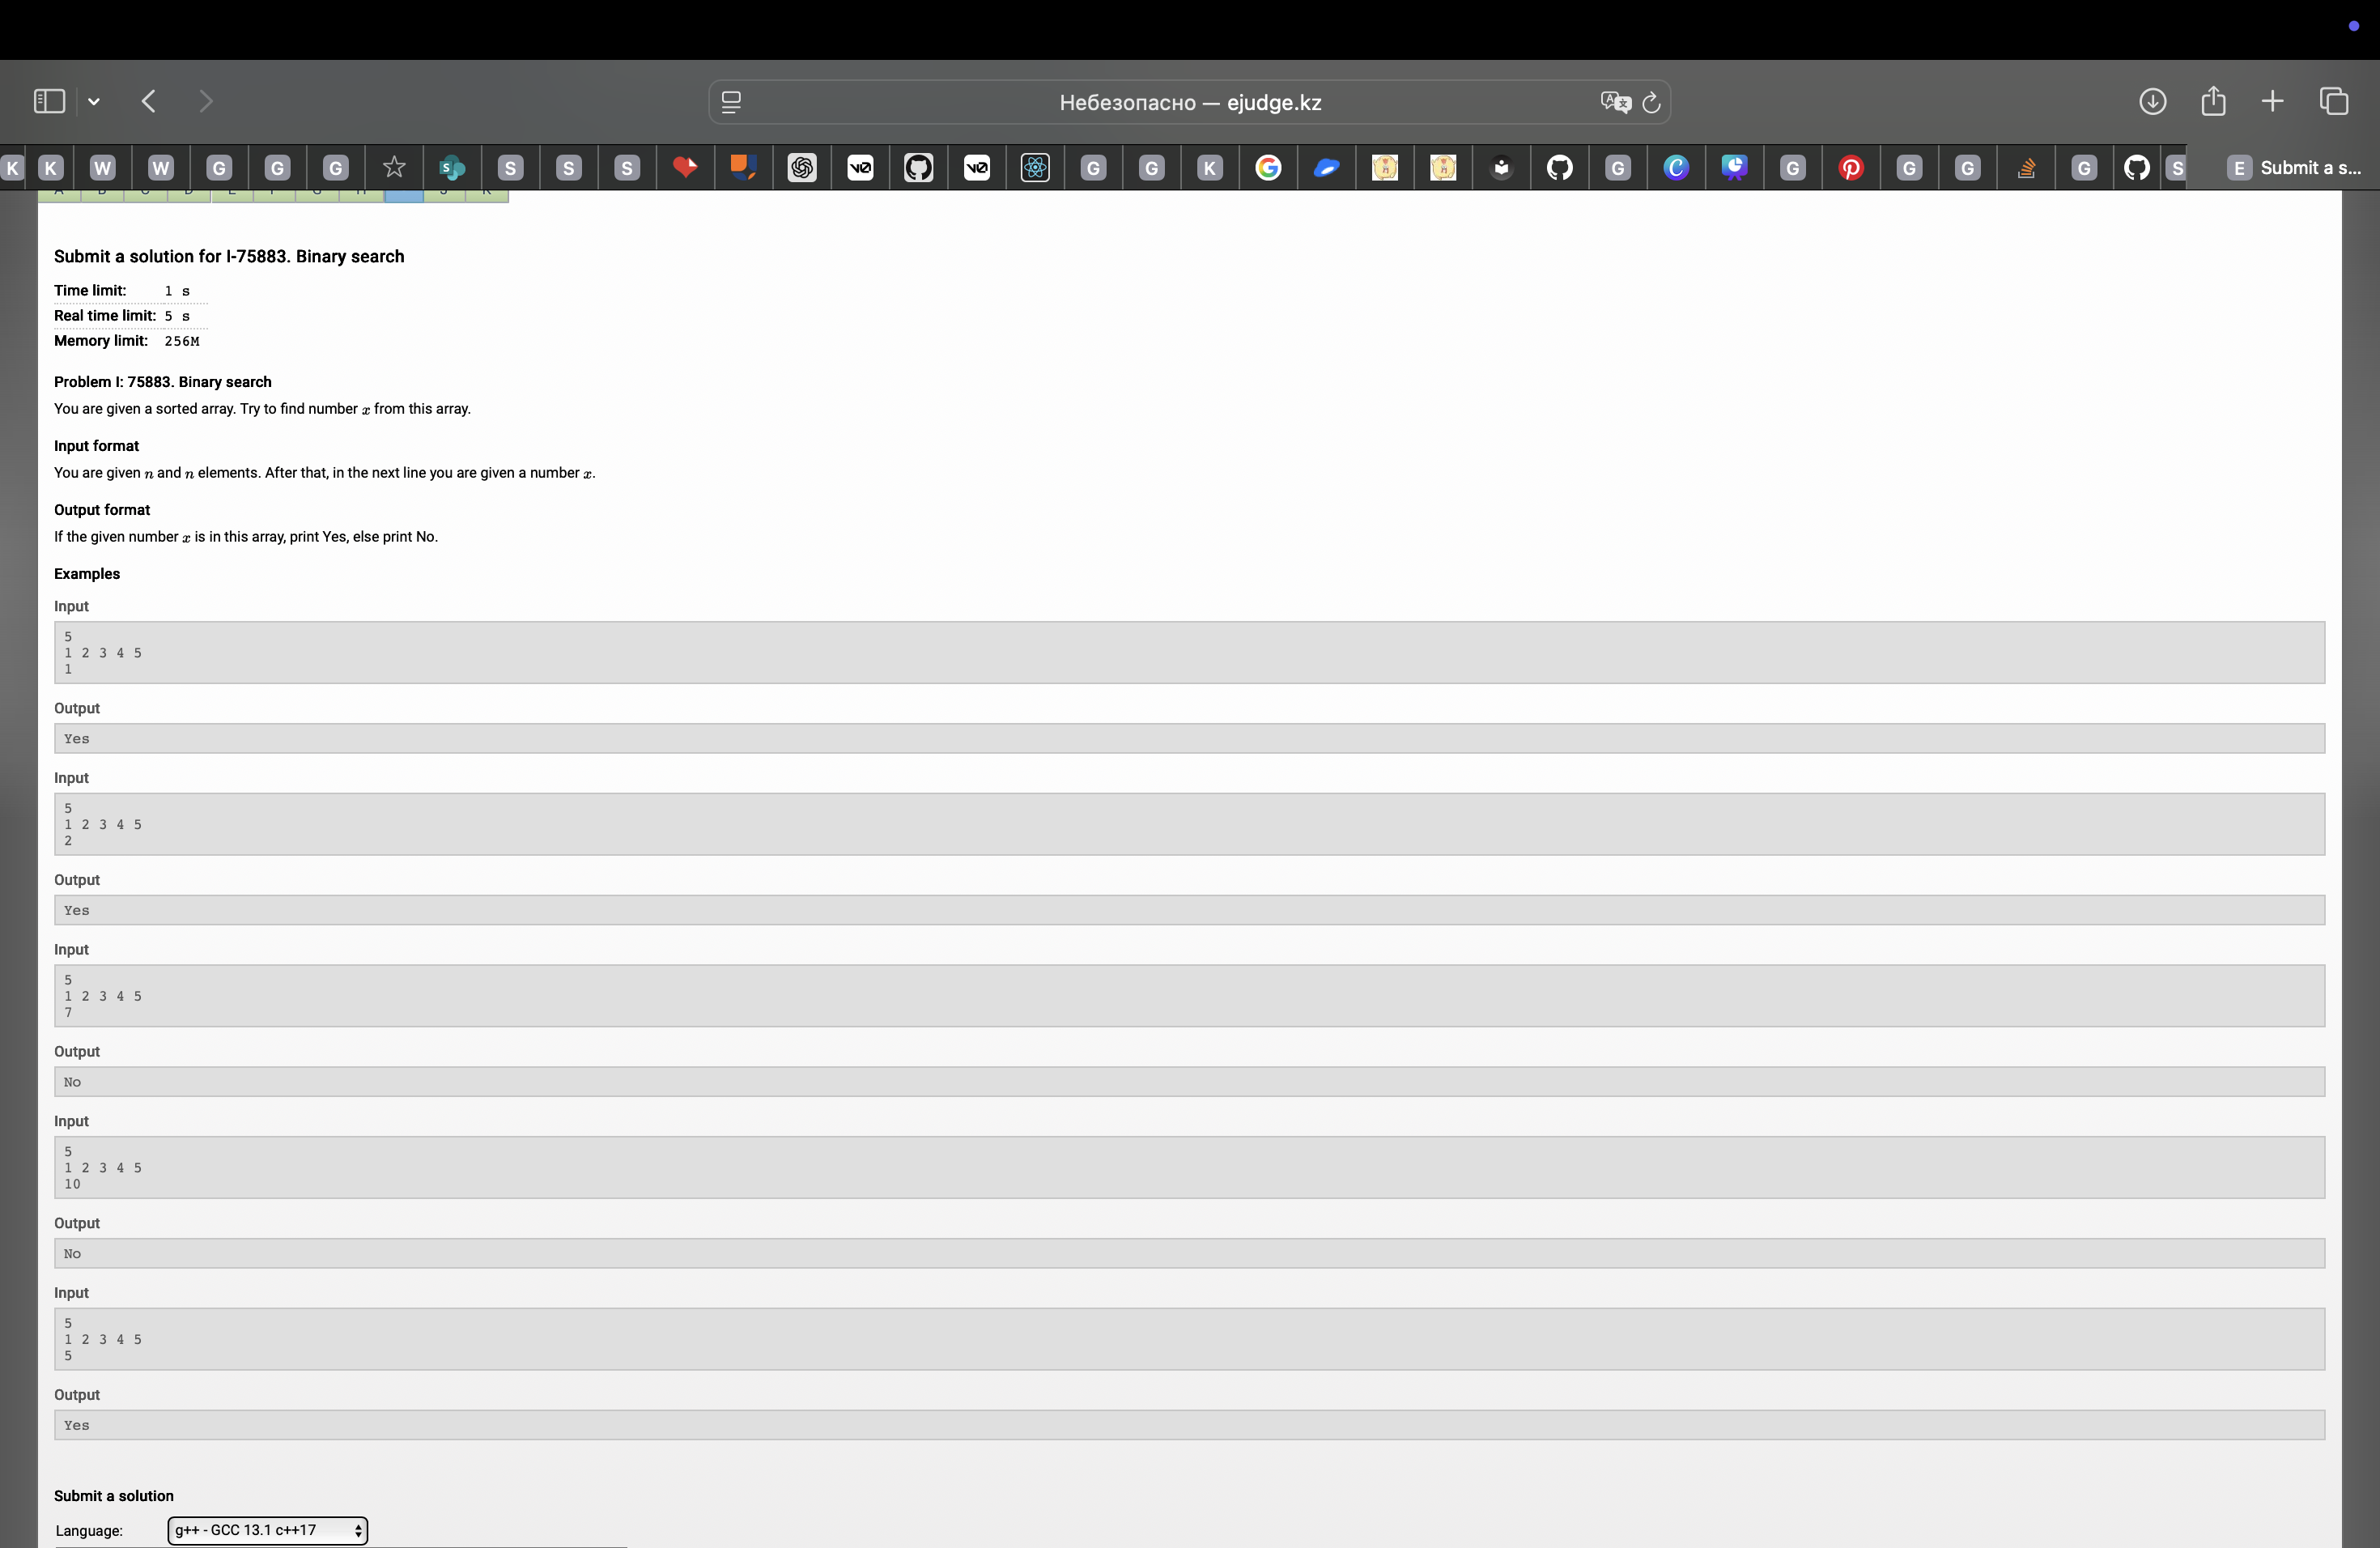 Небезопасно — ejudge.kz
K K W W G G G S S S S v0 v0 G G K G C G G G G S E Submit a s...
Submit a solution for I-75883. Binary search
Time limit: 1 s
Real time limit: 5 s
Memory limit: 256M
Problem I: 75883. Binary search
You are given a sorted array. Try to find number x from this array.
Input format
You are given n and n elements. After that, in the next line you are given a number x.
Output format
If the given number x is in this array, print Yes, else print No.
Examples
Input
5
1 2 3 4 5
1
Output
Yes
Input
5
1 2 3 4 5
2
Output
Yes
Input
5
1 2 3 4 5
7
Output
No
Input
5
1 2 3 4 5
10
Output
No
Input
5
1 2 3 4 5
5
Output
Yes
Submit a solution
Language: g++ - GCC 13.1 c++17